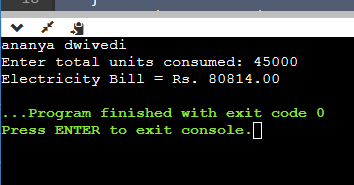 ananya dwivedi
Enter total units consumed: 45000
Electricity Bill = Rs. 80814.00
...Program finished with exit code 0
Press ENTER to exit console.